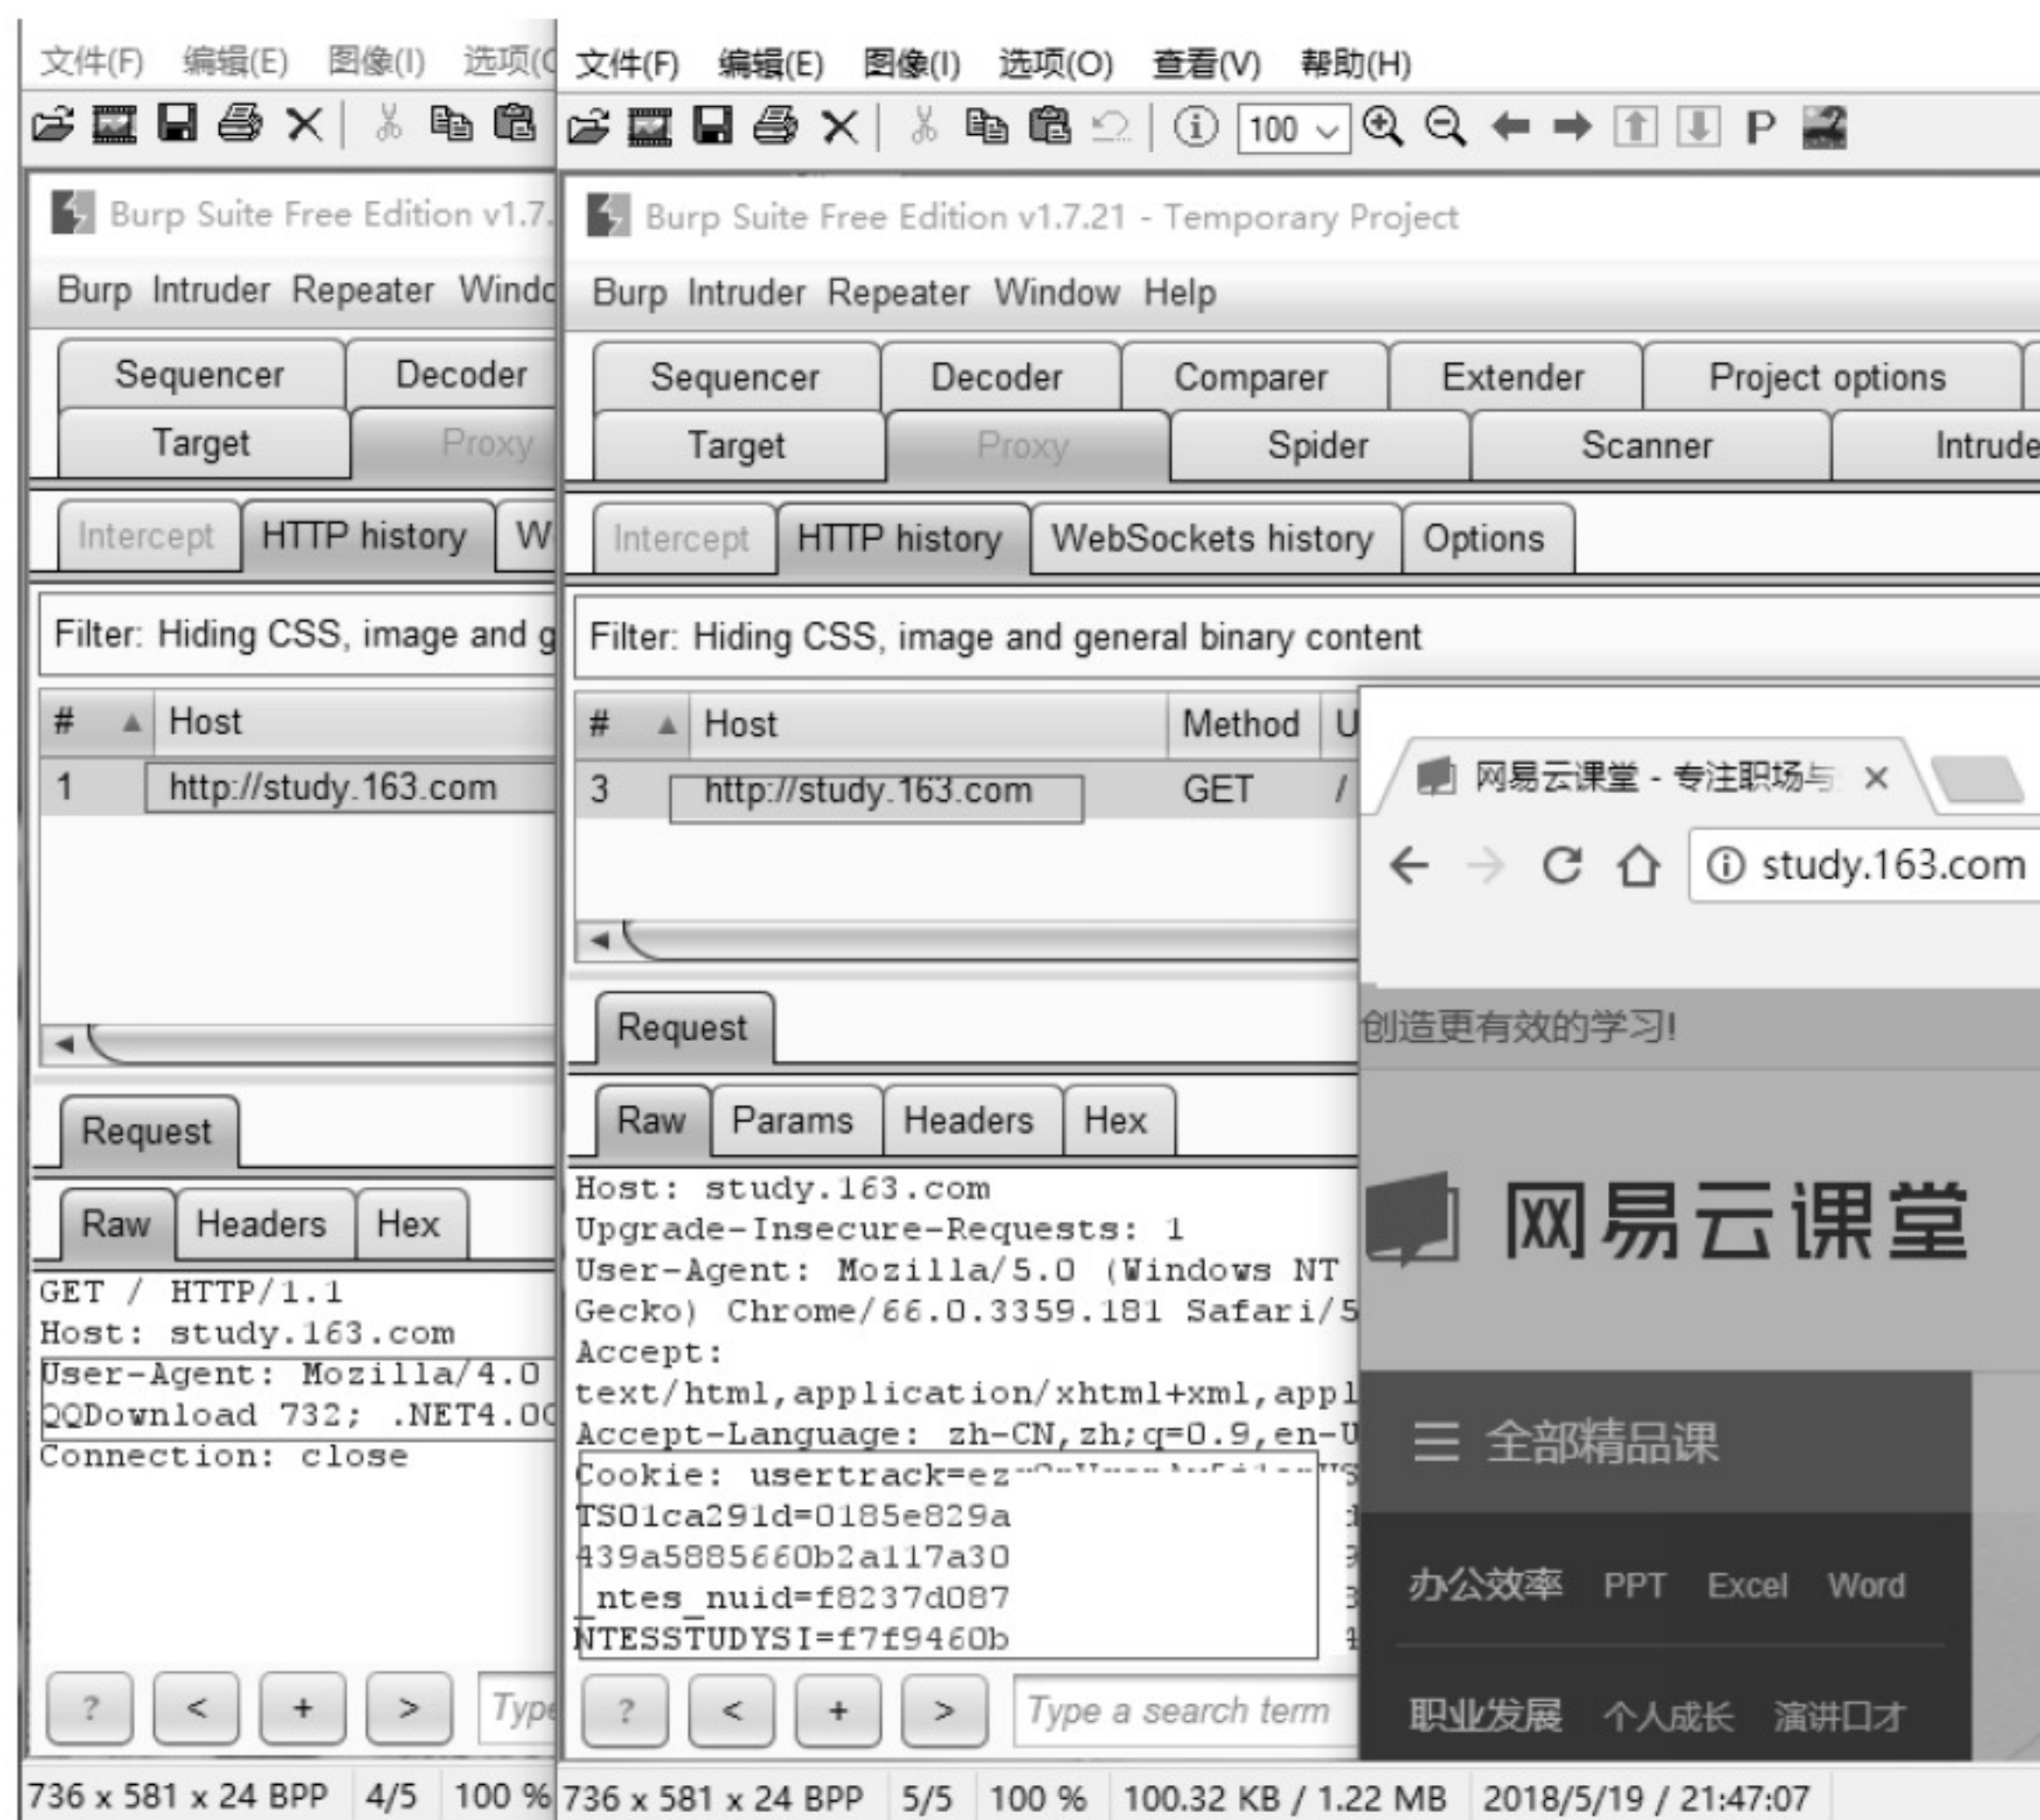 文件(F) 编辑(E) 图像(I)
Burp Suite Free Edition v1.7.
Burp Intruder Repeater
Sequencer Decoder
Target Proxy
Intercept HTTP history
Filter: Hiding CSS, image and
# Host
1 http://study.163.com
Request
Raw Headers Hex
GET / HTTP/1.1
Host: study.163.com
User-Agent: Mozilla/4.0
QQDownload 732;
Connection: close
? < + >
736 x 581 x 24 BPP 4/5 100 %
文件(F) 编辑(E) 图像(I) 选项(O) 查看(V) 帮助(H)
100 P
Burp Suite Free Edition v1.7.21 - Temporary Project
Burp Intruder Repeater Window Help
Sequencer Decoder Comparer Extender Project options
Target Proxy Spider Scanner Intrude
Intercept HTTP history WebSockets history Options
Filter: Hiding CSS, image and general binary content
# Host Method U
3 http://study.163.com GET /
Request
Raw Params Headers Hex
Host: study.163.com
Upgrade-Insecure-Requests: 1
User-Agent: Mozilla/5.0 (Windows NT
Gecko) Chrome/66.0.3359.181 Safari/5
Accept:
text/html,application/xhtml+xml,appl
Accept-Language: zh-CN,zh;q=0.9,en-U
Cookie: usertrack=ez
TS01ca291d=0185e829a
439a5885660b2a117a30
_ntes_nuid=f8237d087
NTESSTUDYSI=f7f9460b
? < + > Type a search term
736 x 581 x 24 BPP 5/5 100 % 100.32 KB / 1.22 MB 2018/5/19 / 21:47:07
网易云课堂 - 专注职场与
study.163.com
创造更有效的学习!
网易云课堂
全部精品课
办公效率 PPT Excel Word
职业发展 个人成长 演讲口才